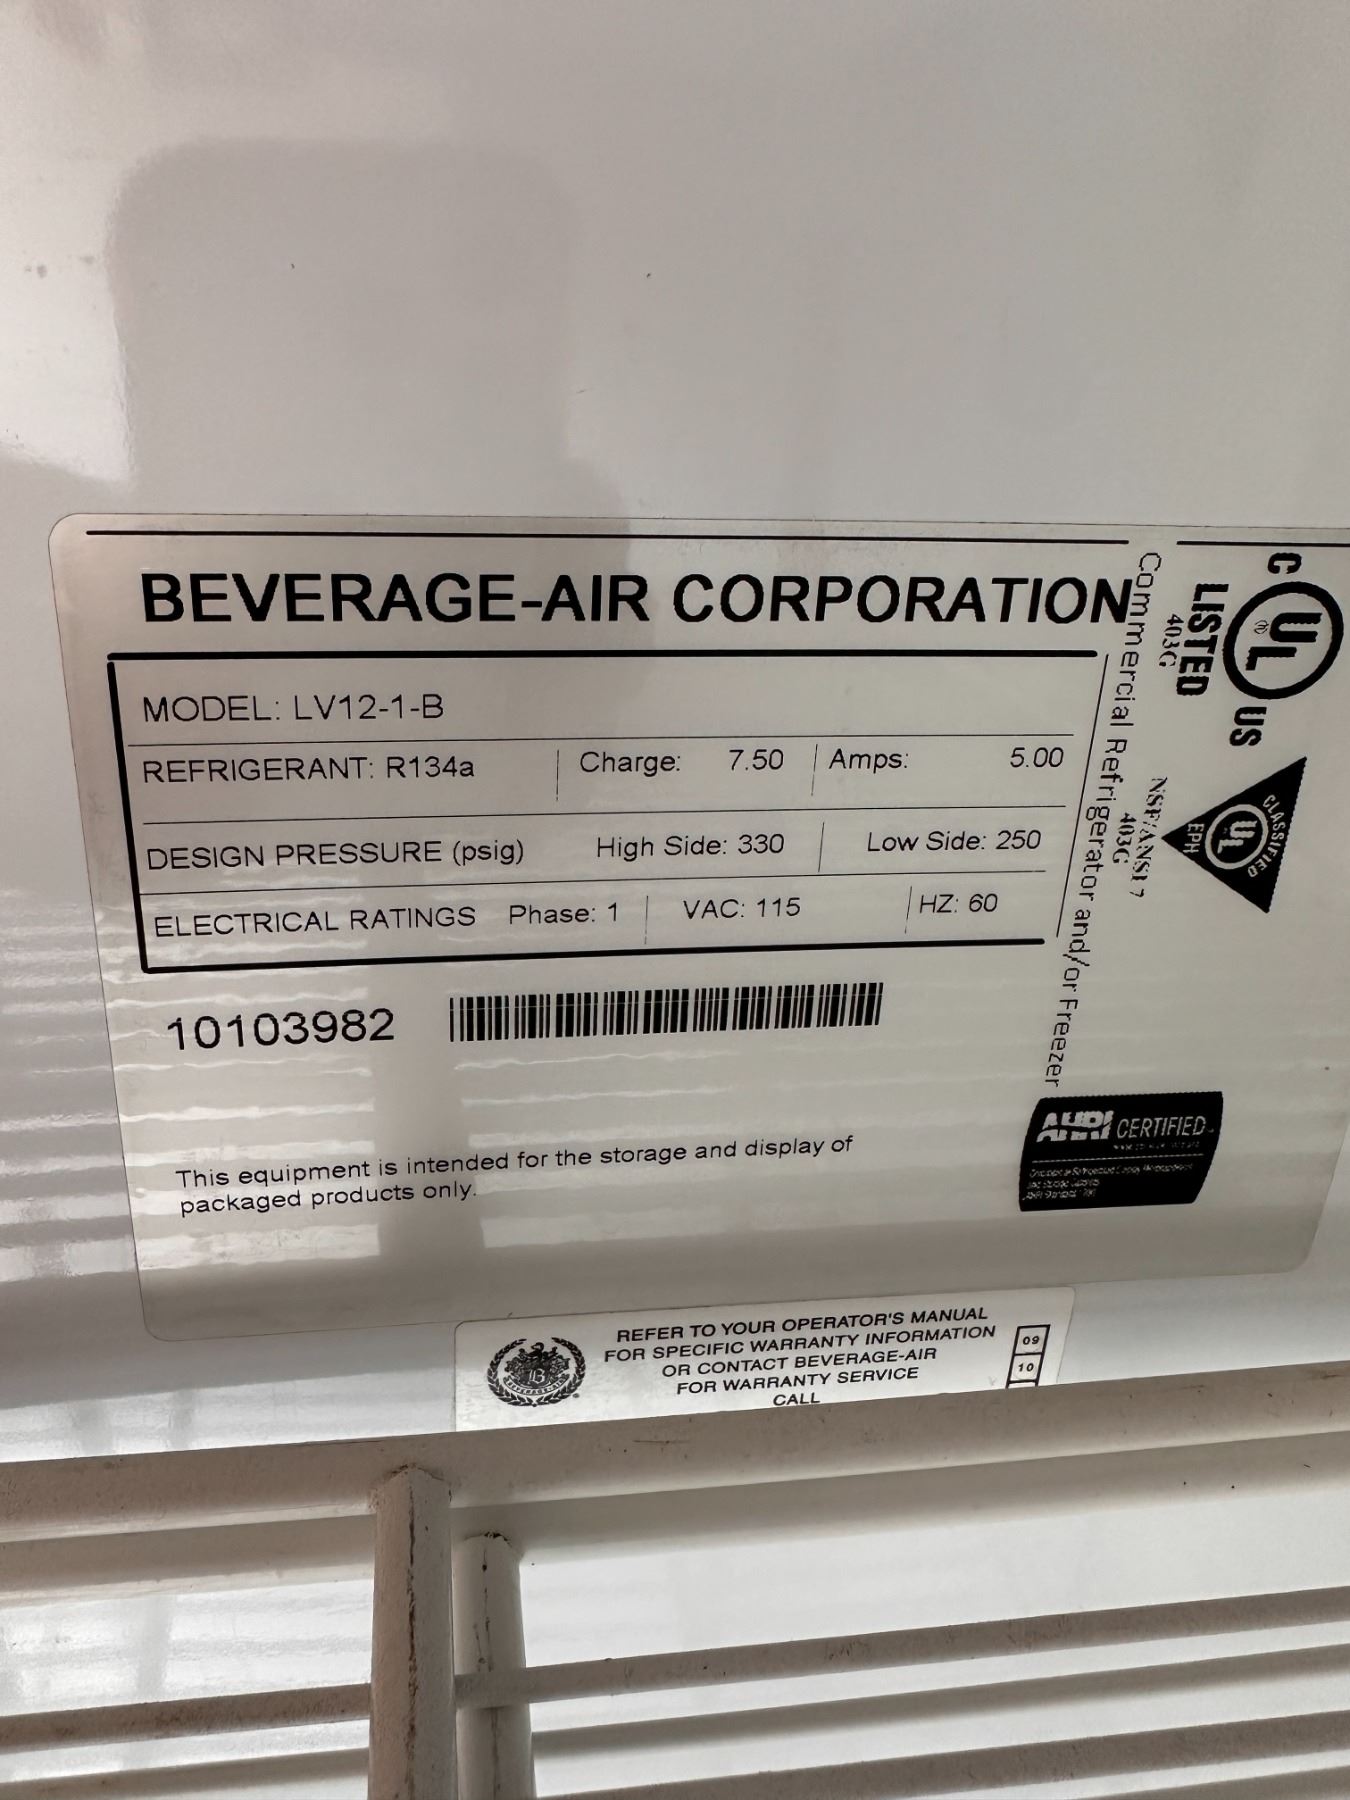 BEVERAGE-AIR CORPORATION
MODEL: LV12-1-B
REFRIGERANT: R134a Charge: 7.50 Amps: 5.00
DESIGN PRESSURE (psig) High Side: 330 Low Side: 250
ELECTRICAL RATINGS Phase: 1 VAC: 115 HZ: 60
10103982
This equipment is intended for the storage and display of
packaged products only.
Commercial Refrigerator and/or Freezer
C UL US
LISTED
403G
CLASSIFIED
UL
EPH
NSF/ANSI 7
403G
CERTIFIED
BEVERAGE-AIR
B
REFER TO YOUR OPERATOR'S MANUAL
FOR SPECIFIC WARRANTY INFORMATION
OR CONTACT BEVERAGE-AIR
FOR WARRANTY SERVICE
CALL
09
10